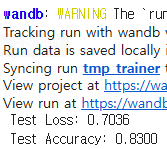 wandb: WARNING The `run
Tracking run with wandb v
Run data is saved locally i
Syncing run tmp_trainer t
View project at https://wa
View run at https://wandb
Test Loss: 0.7036
Test Accuracy: 0.8300